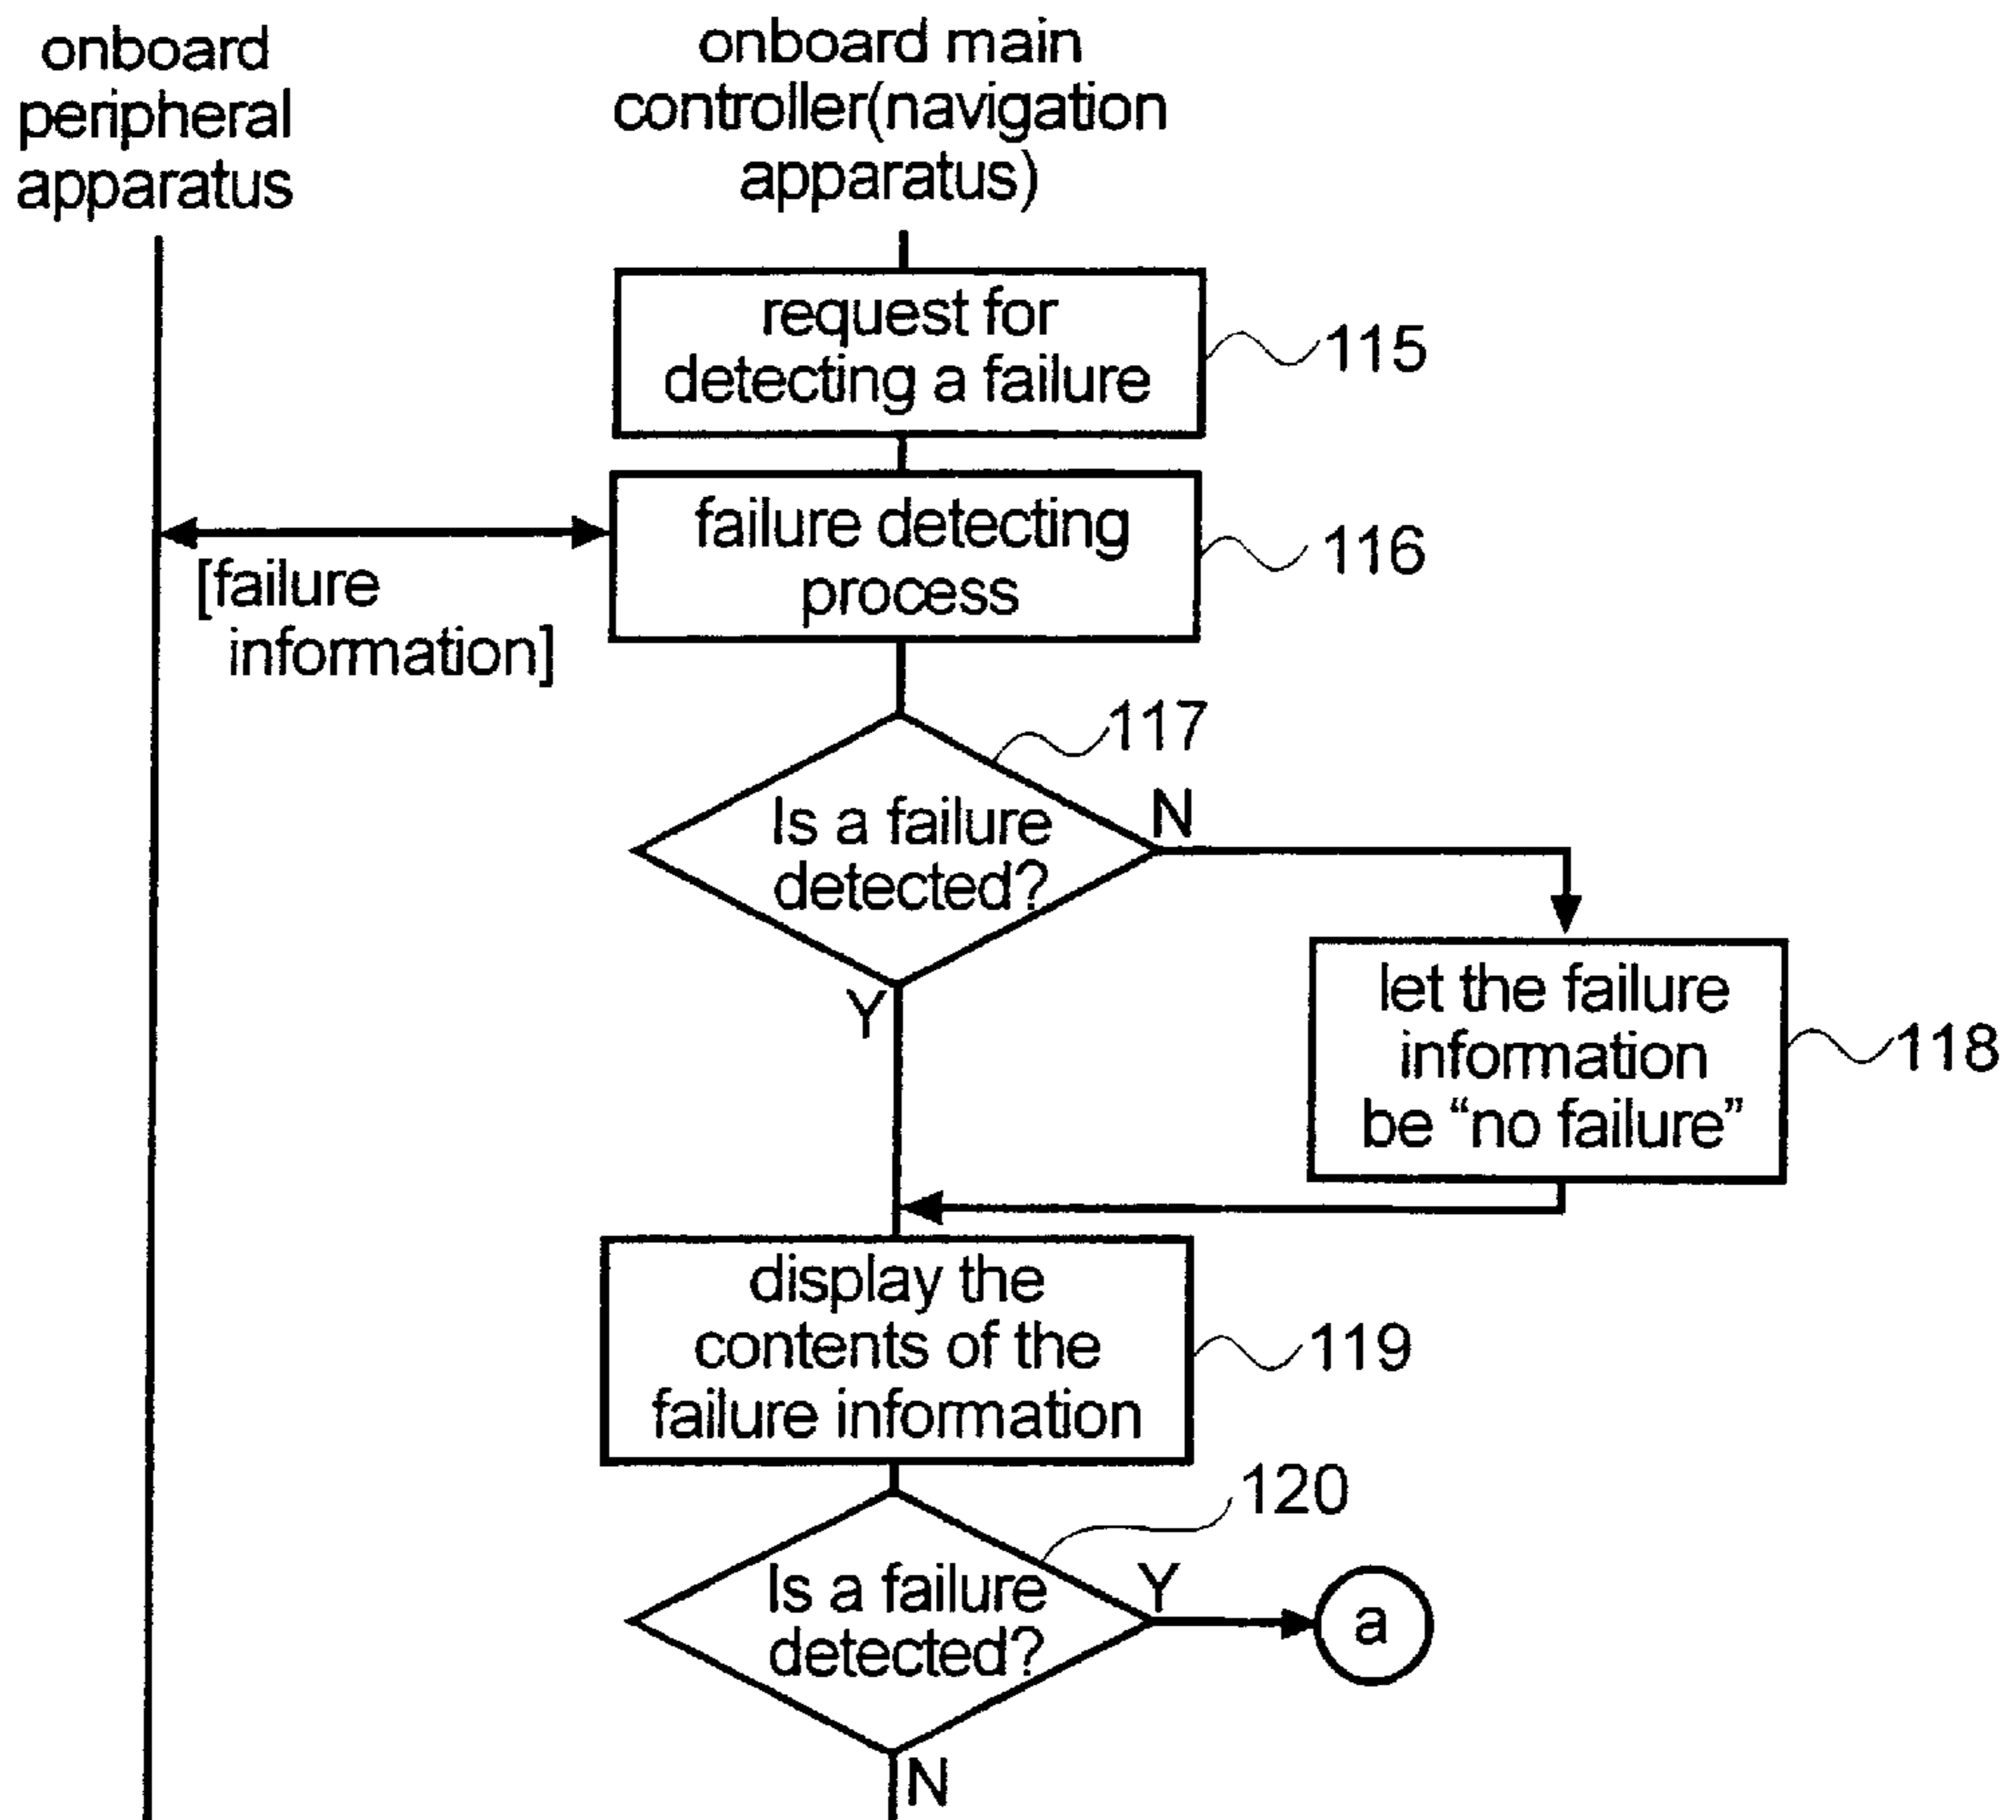 onboard
peripheral
apparatus
onboard main
controller(navigation
apparatus)
request for
detecting a failure
115
failure detecting
process
116
[failure
information]
117
Is a failure
detected?
N
Y
let the failure
information
be “no failure”
118
display the
contents of the
failure information
119
120
Is a failure
detected?
Y
a
N